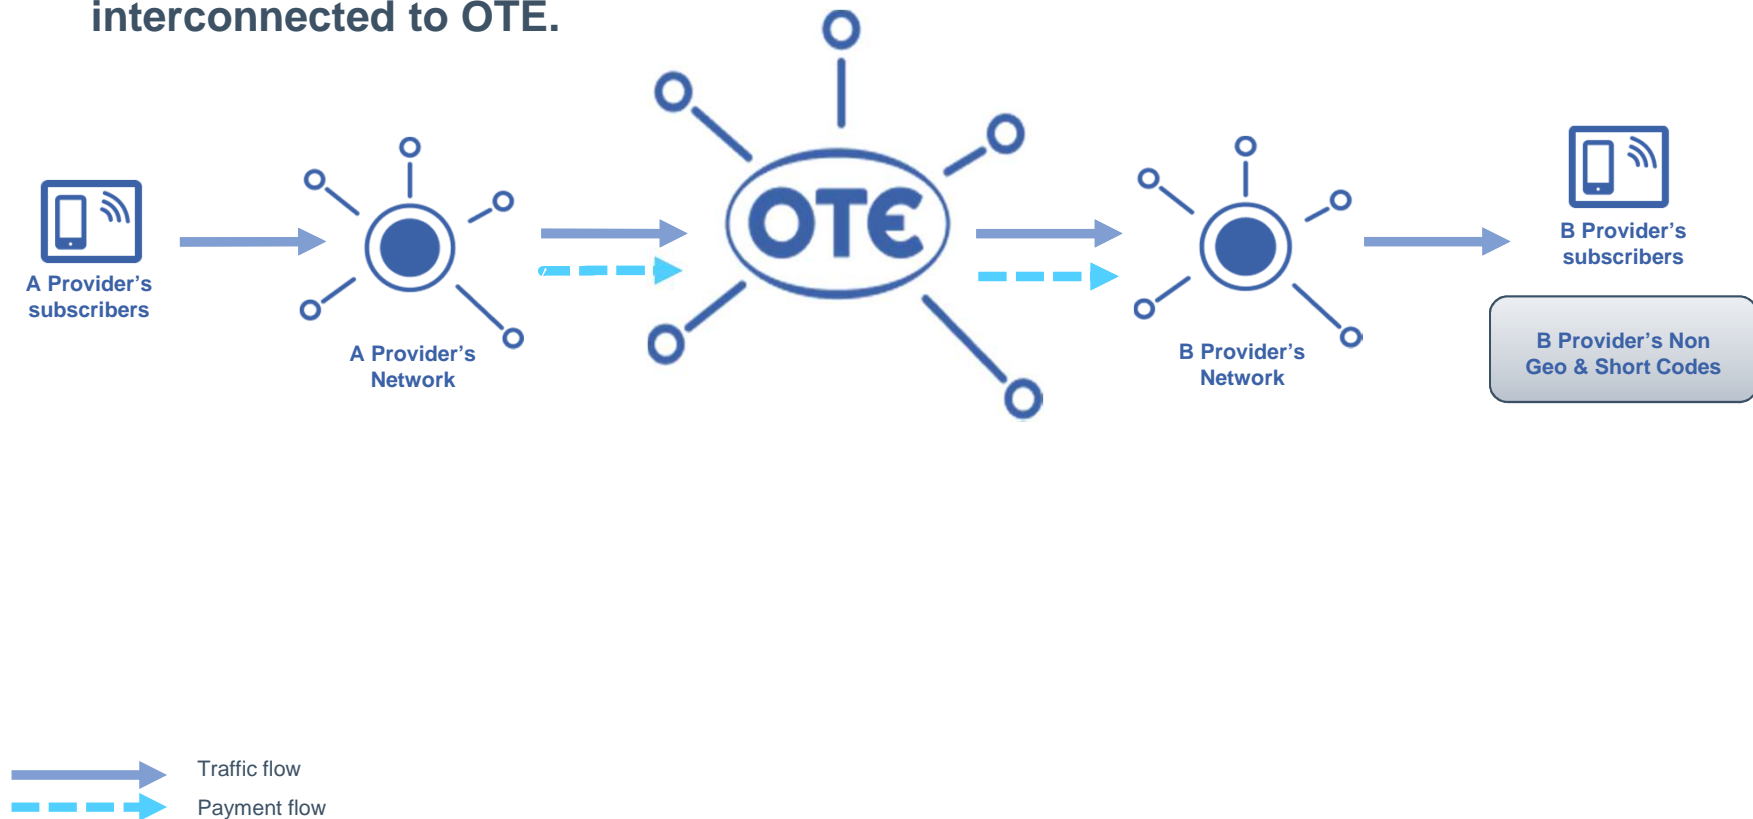 interconnected to OTE.
OTE
A Provider's
subscribers
A Provider's
Network
B Provider's
Network
B Provider's
subscribers
B Provider's Non
Geo & Short Codes
Traffic flow
Payment flow